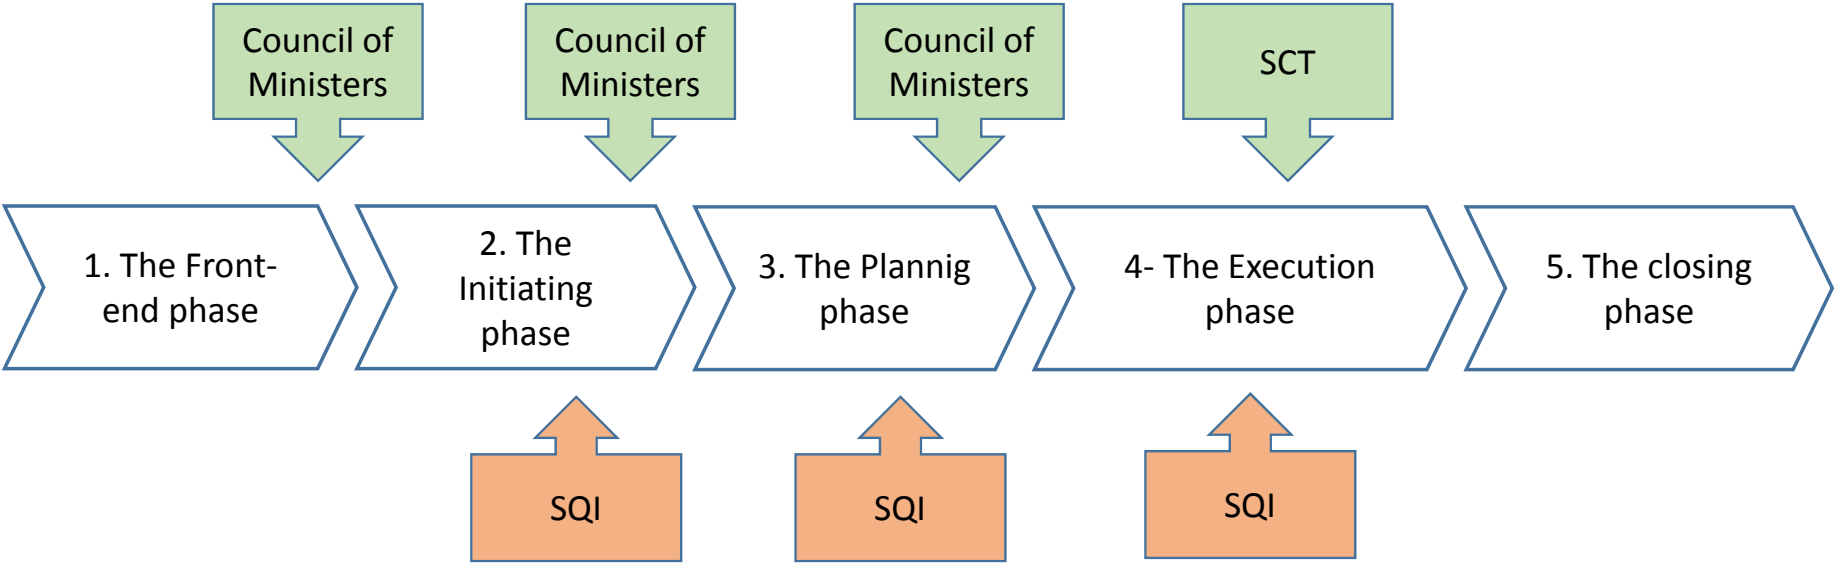 Council of
Ministers
Council of
Ministers
Council of
Ministers
SCT
1. The Front-
end phase
2. The
Initiating
phase
3. The Plannig
phase
4- The Execution
phase
5. The closing
phase
SQI
SQI
SQI